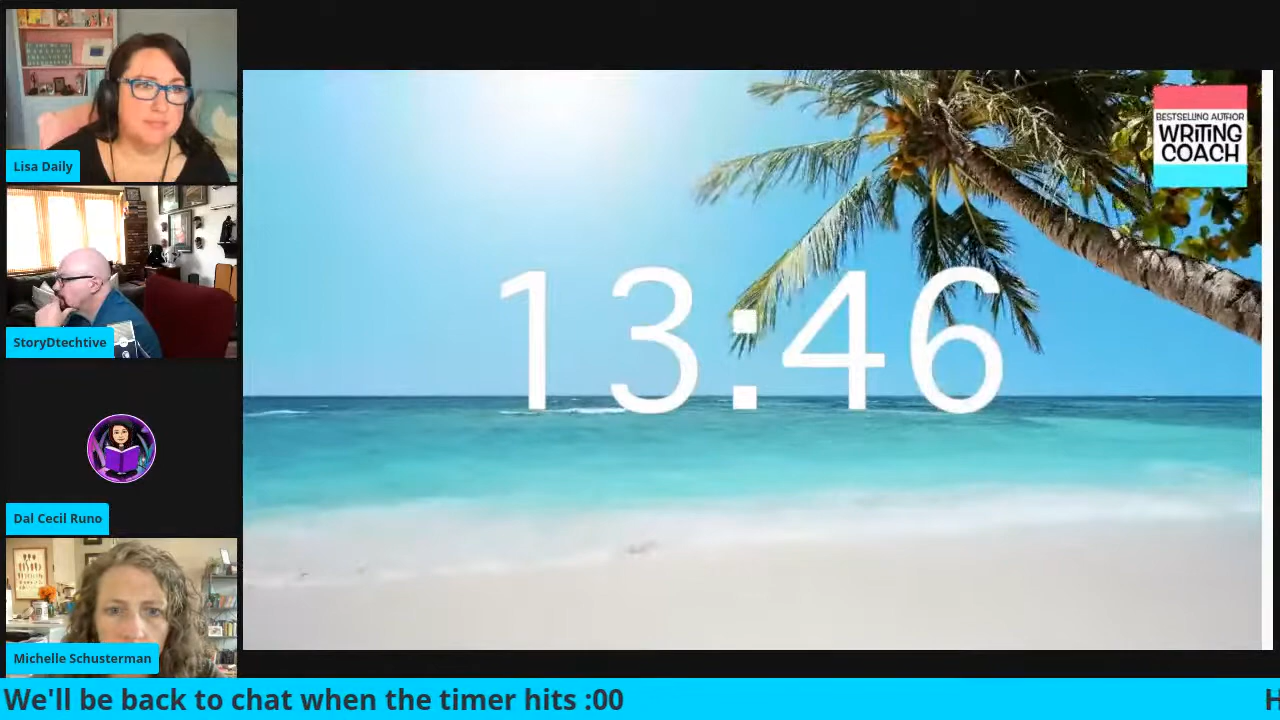 Lisa Daily
StoryDtechtive
Dal Cecil Runo
Michelle Schusterman
13:46
BESTSELLING AUTHOR
WRITING
COACH
We'll be back to chat when the timer hits :00
H